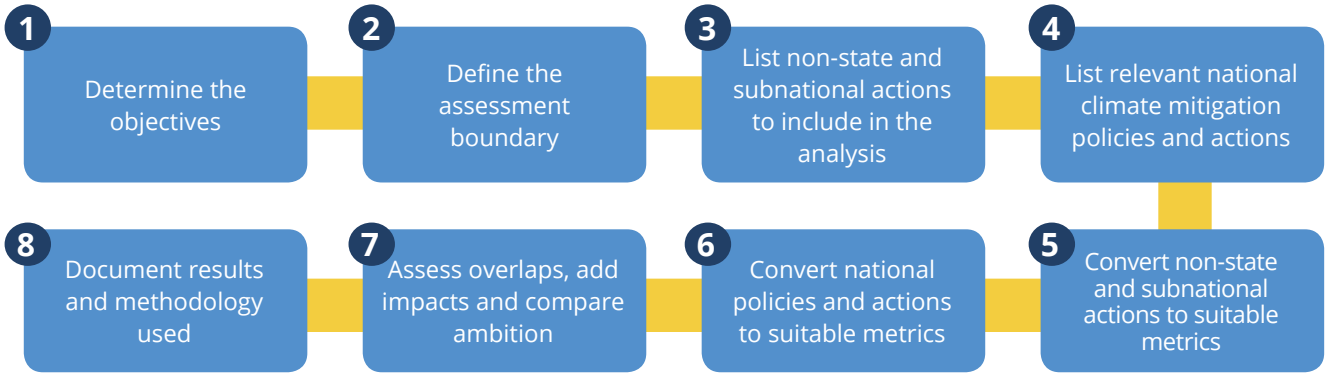 1
Determine the
objectives
2
Define the
assessment
boundary
3
List non-state and
subnational actions
to include in the
analysis
4
List relevant national
climate mitigation
policies and actions
5
Convert non-state
and subnational
actions to suitable
metrics
6
Convert national
policies and actions
to suitable metrics
7
Assess overlaps, add
impacts and compare
ambition
8
Document results
and methodology
used